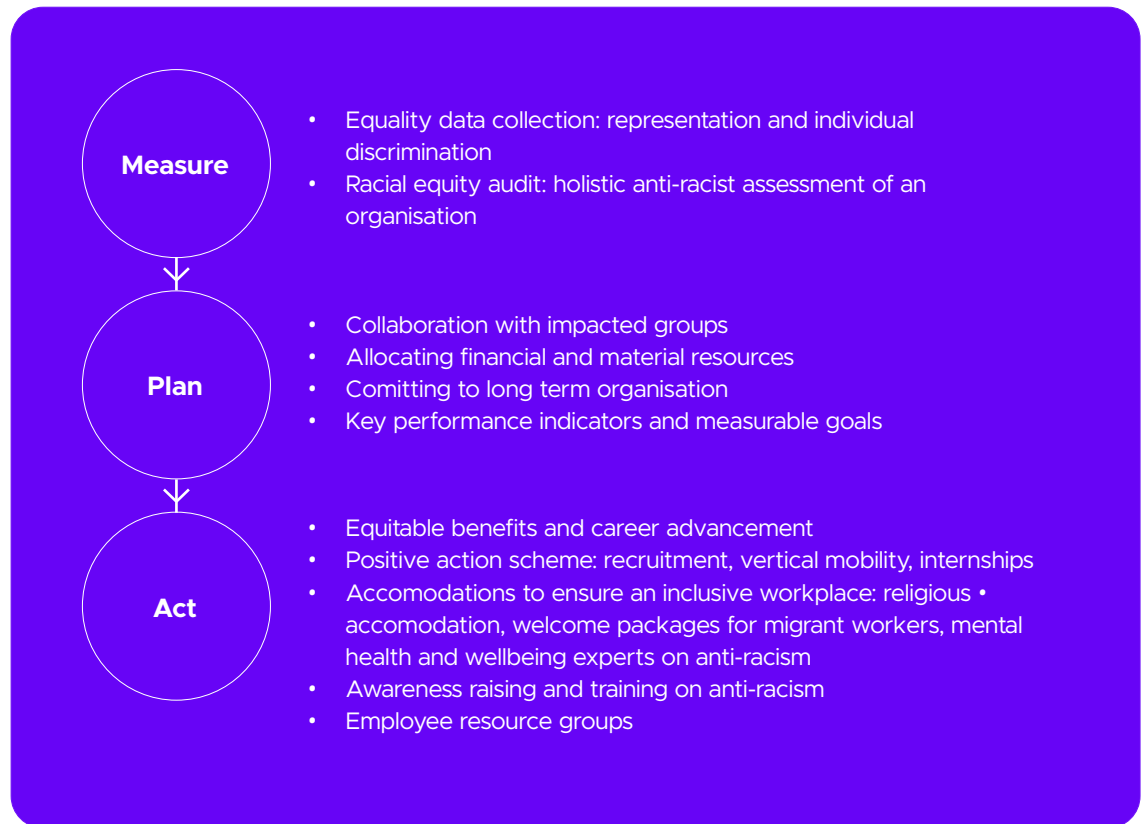 Measure
• Equality data collection: representation and individual
discrimination
• Racial equity audit: holistic anti-racist assessment of an
organisation
Plan
• Collaboration with impacted groups
• Allocating financial and material resources
• Comitting to long term organisation
• Key performance indicators and measurable goals
Act
• Equitable benefits and career advancement
• Positive action scheme: recruitment, vertical mobility, internships
• Accomodations to ensure an inclusive workplace: religious •
accomodation, welcome packages for migrant workers, mental
health and wellbeing experts on anti-racism
• Awareness raising and training on anti-racism
• Employee resource groups